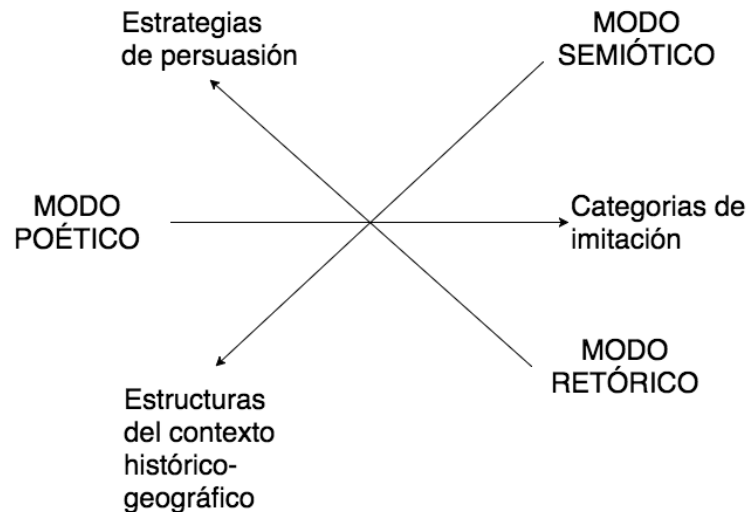 Estrategias
de persuasión
MODO
SEMIÓTICO
MODO
POÉTICO
Categorias de
imitación
MODO
RETÓRICO
Estructuras
del contexto
histórico-
geográfico